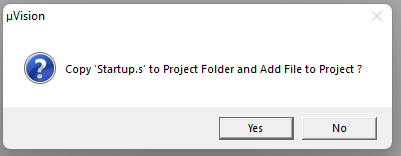 µVision
Copy 'Startup.s' to Project Folder and Add File to Project ?
Yes
No